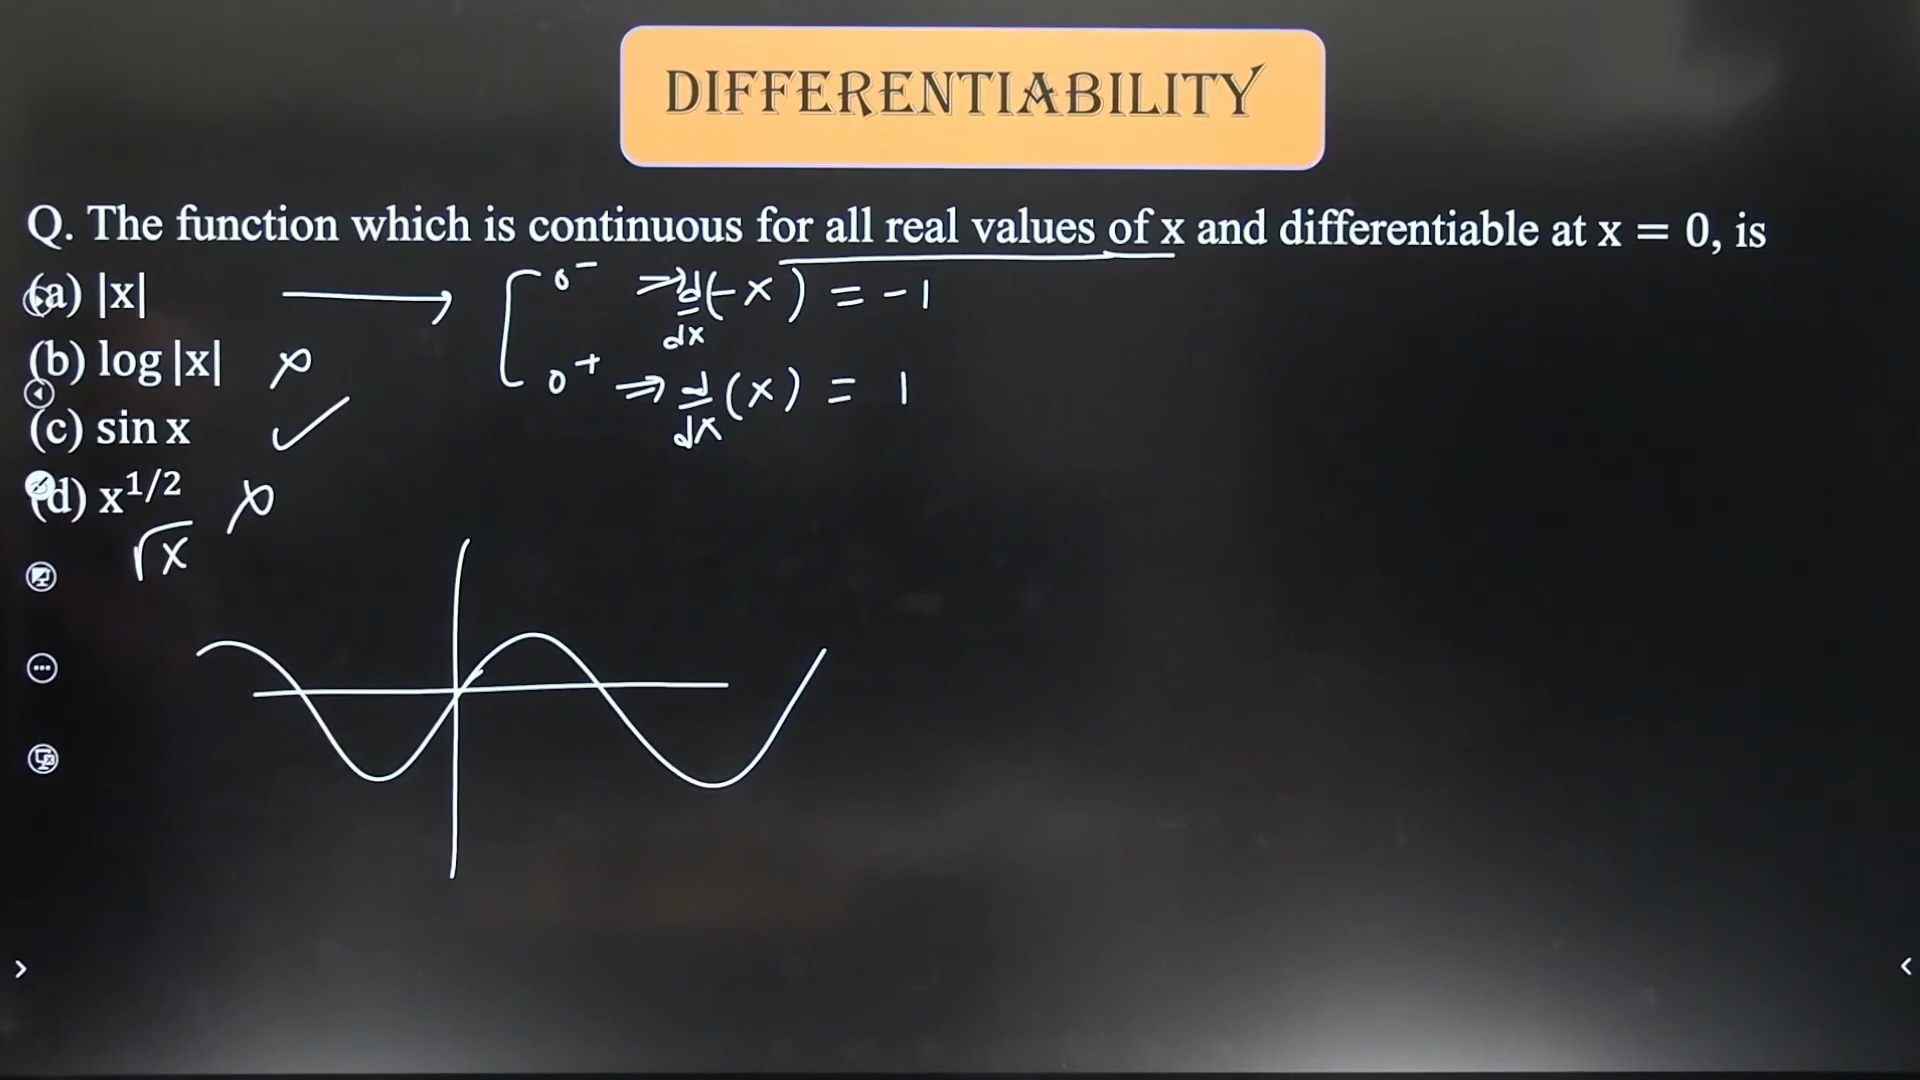 DIFFERENTIABILITY
Q. The function which is continuous for all real values of x and differentiable at x = 0, is
(a) |x| → [ 0⁻ ⇒ d/dx (-x) = -1
(b) log |x| ×
0⁺ ⇒ d/dx (x) = 1
(c) sin x ✓
(d) x^{1/2} ×
√x